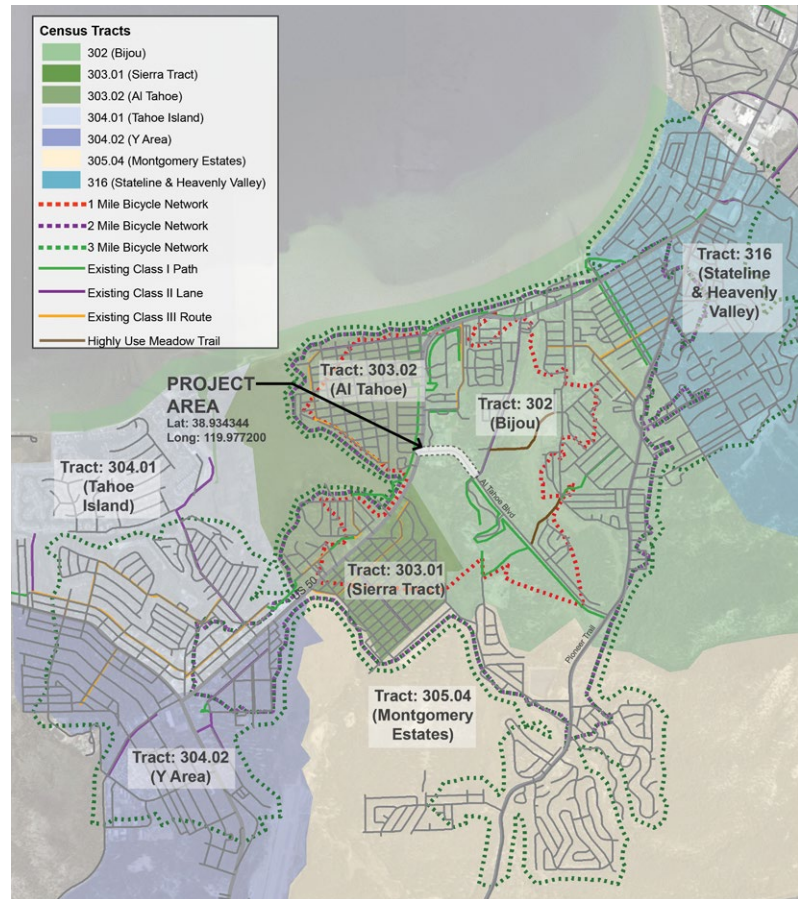 Census Tracts
302 (Bijou)
303.01 (Sierra Tract)
303.02 (Al Tahoe)
304.01 (Tahoe Island)
304.02 (Y Area)
305.04 (Montgomery Estates)
316 (Stateline & Heavenly Valley)
1 Mile Bicycle Network
2 Mile Bicycle Network
3 Mile Bicycle Network
Existing Class I Path
Existing Class II Lane
Existing Class III Route
Highly Use Meadow Trail
Tract: 316
(Stateline
& Heavenly
Valley)
Tract: 303.02
(Al Tahoe)
PROJECT
AREA
Lat: 38.934344
Long: 119.977200
Tract: 302
(Bijou)
Tract: 304.01
(Tahoe
Island)
Al Tahoe Blvd
Tract: 303.01
(Sierra Tract)
US 50
Pioneer Trail
Tract: 305.04
(Montgomery
Estates)
Tract: 304.02
(Y Area)